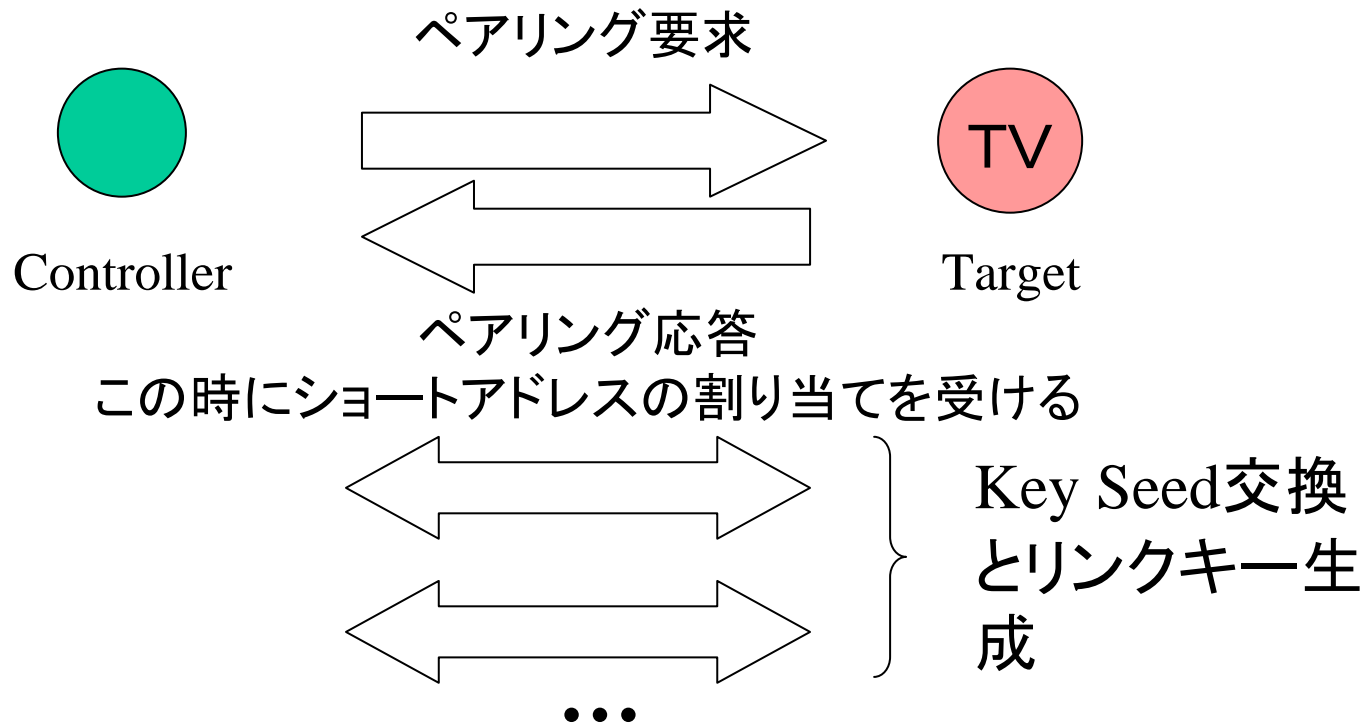 ペアリング要求
TV
Controller
Target
ペアリング応答
この時にショートアドレスの割り当てを受ける
Key Seed交換
とリンクキー生
成
…